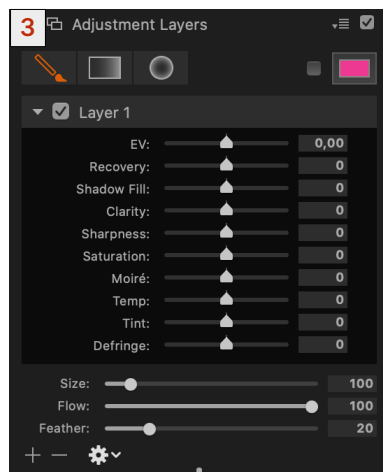 3 Adjustment Layers
Layer 1
EV: 0,00
Recovery: 0
Shadow Fill: 0
Clarity: 0
Sharpness: 0
Saturation: 0
Moiré: 0
Temp: 0
Tint: 0
Defringe: 0
Size: 100
Flow: 100
Feather: 20